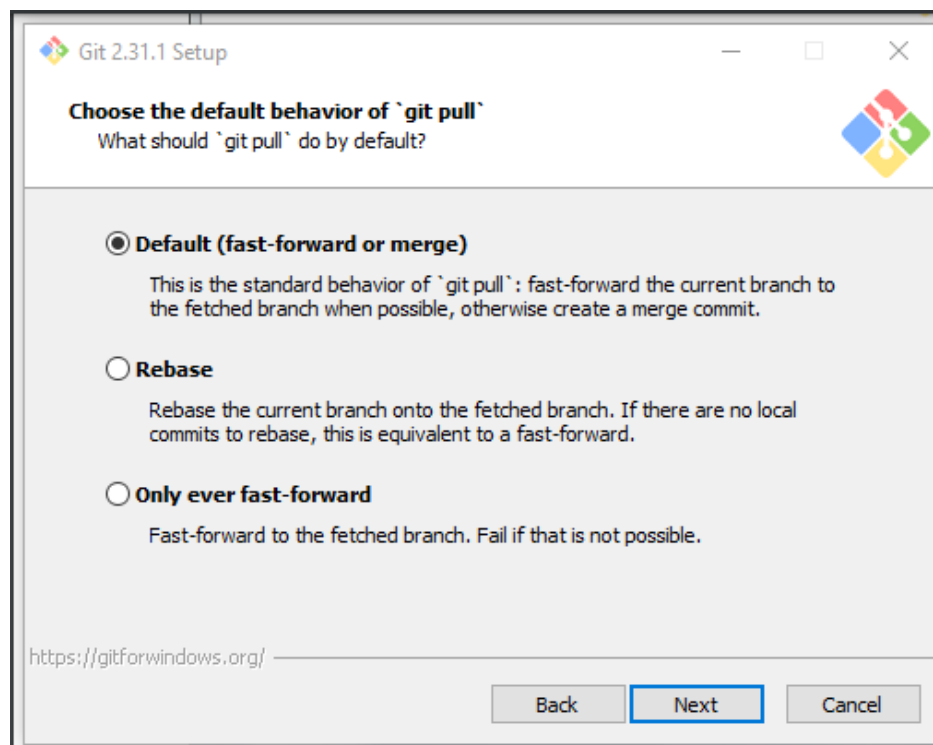 Git 2.31.1 Setup
Choose the default behavior of `git pull`
What should `git pull` do by default?
Default (fast-forward or merge)
This is the standard behavior of `git pull`: fast-forward the current branch to
the fetched branch when possible, otherwise create a merge commit.
Rebase
Rebase the current branch onto the fetched branch. If there are no local
commits to rebase, this is equivalent to a fast-forward.
Only ever fast-forward
Fast-forward to the fetched branch. Fail if that is not possible.
https://gitforwindows.org/
Back Next Cancel